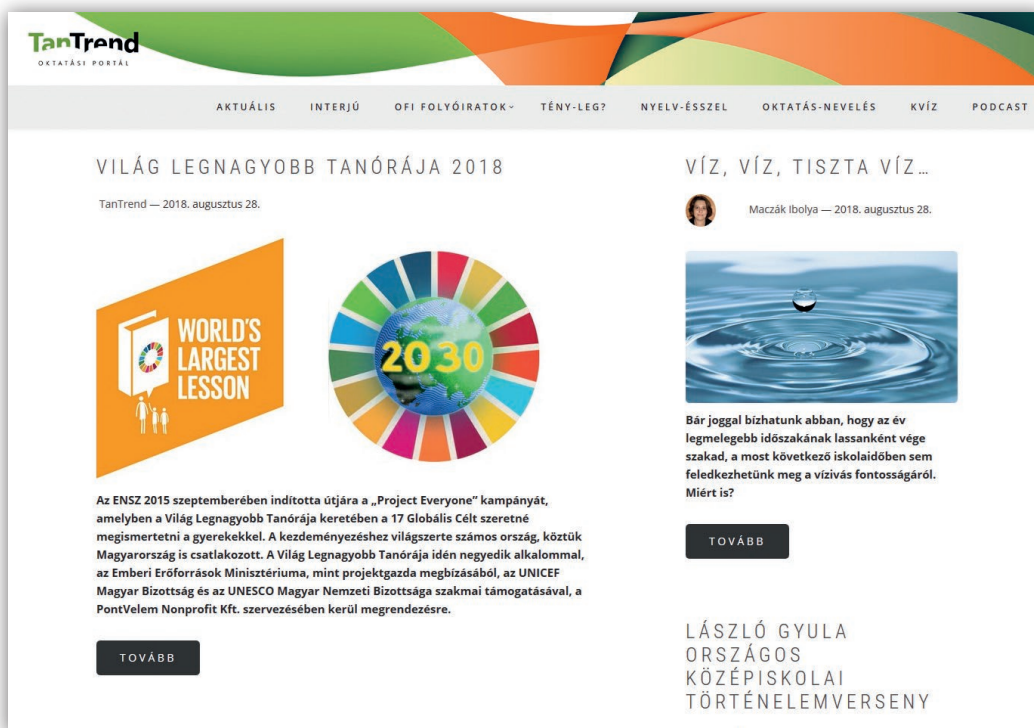 TanTrend
OKTATÁSI PORTÁL
AKTUÁLIS INTERJÚ OFI FOLYÓIRATOK TÉNY-LEG? NYELV-ÉSSZEL OKTATÁS-NEVELÉS KVÍZ PODCAST
VILÁG LEGNAGYOBB TANÓRÁJA 2018
TanTrend — 2018. augusztus 28.
WORLD'S
LARGEST
LESSON
2030
Az ENSZ 2015 szeptemberében indította útjára a „Project Everyone” kampányát,
amelyben a Világ Legnagyobb Tanórája keretében a 17 Globális Célt szeretné
megismertetni a gyerekekkel. A kezdeményezéshez világszerte számos ország, köztük
Magyarország is csatlakozott. A Világ Legnagyobb Tanórája idén negyedik alkalommal,
az Emberi Erőforrások Minisztériuma, mint projektgazda megbízásából, az UNICEF
Magyar Bizottság és az UNESCO Magyar Nemzeti Bizottsága szakmai támogatásával, a
PontVelem Nonprofit Kft. szervezésében kerül megrendezésre.
TOVÁBB
VÍZ, VÍZ, TISZTA VÍZ…
Maczák Ibolya — 2018. augusztus 28.
Bár joggal bízhatunk abban, hogy az év
legmelegebb időszakának lassanként vége
szakad, a most következő iskolaidőben sem
feledkezhetünk meg a vízivás fontosságáról.
Miért is?
TOVÁBB
LÁSZLÓ GYULA
ORSZÁGOS
KÖZÉPISKOLAI
TÖRTÉNELEMVERSENY